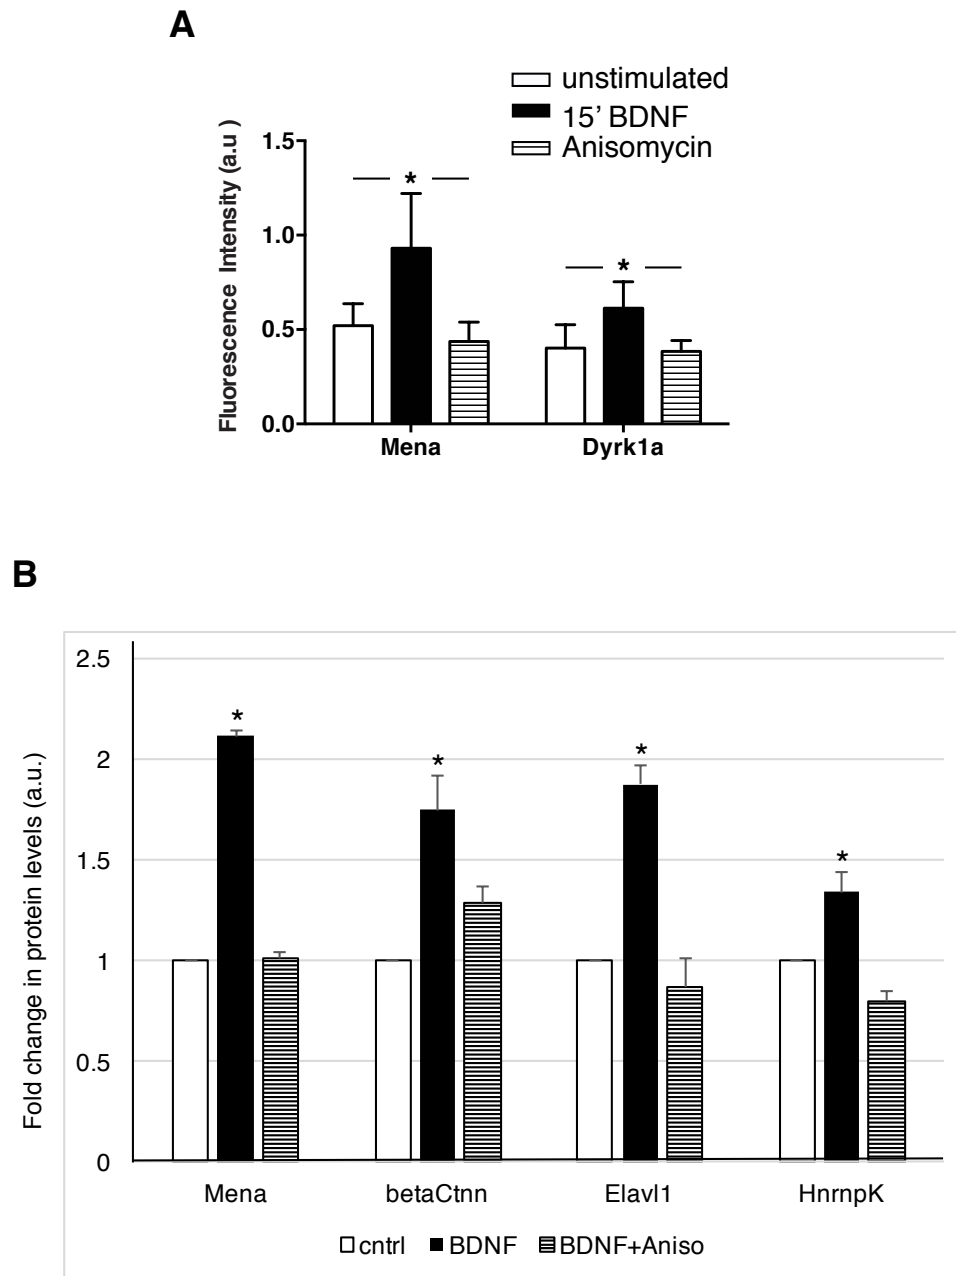 A
unstimulated
15’ BDNF
Anisomycin
Fluorescence Intensity (a.u )
1.5
1.0
0.5
0.0
*
*
Mena Dyrk1a
B
Fold change in protein levels (a.u.)
2.5
2
1.5
1
0.5
0
*
*
*
*
Mena betaCtnn Elavl1 HnrnpK
cntrl BDNF BDNF+Aniso